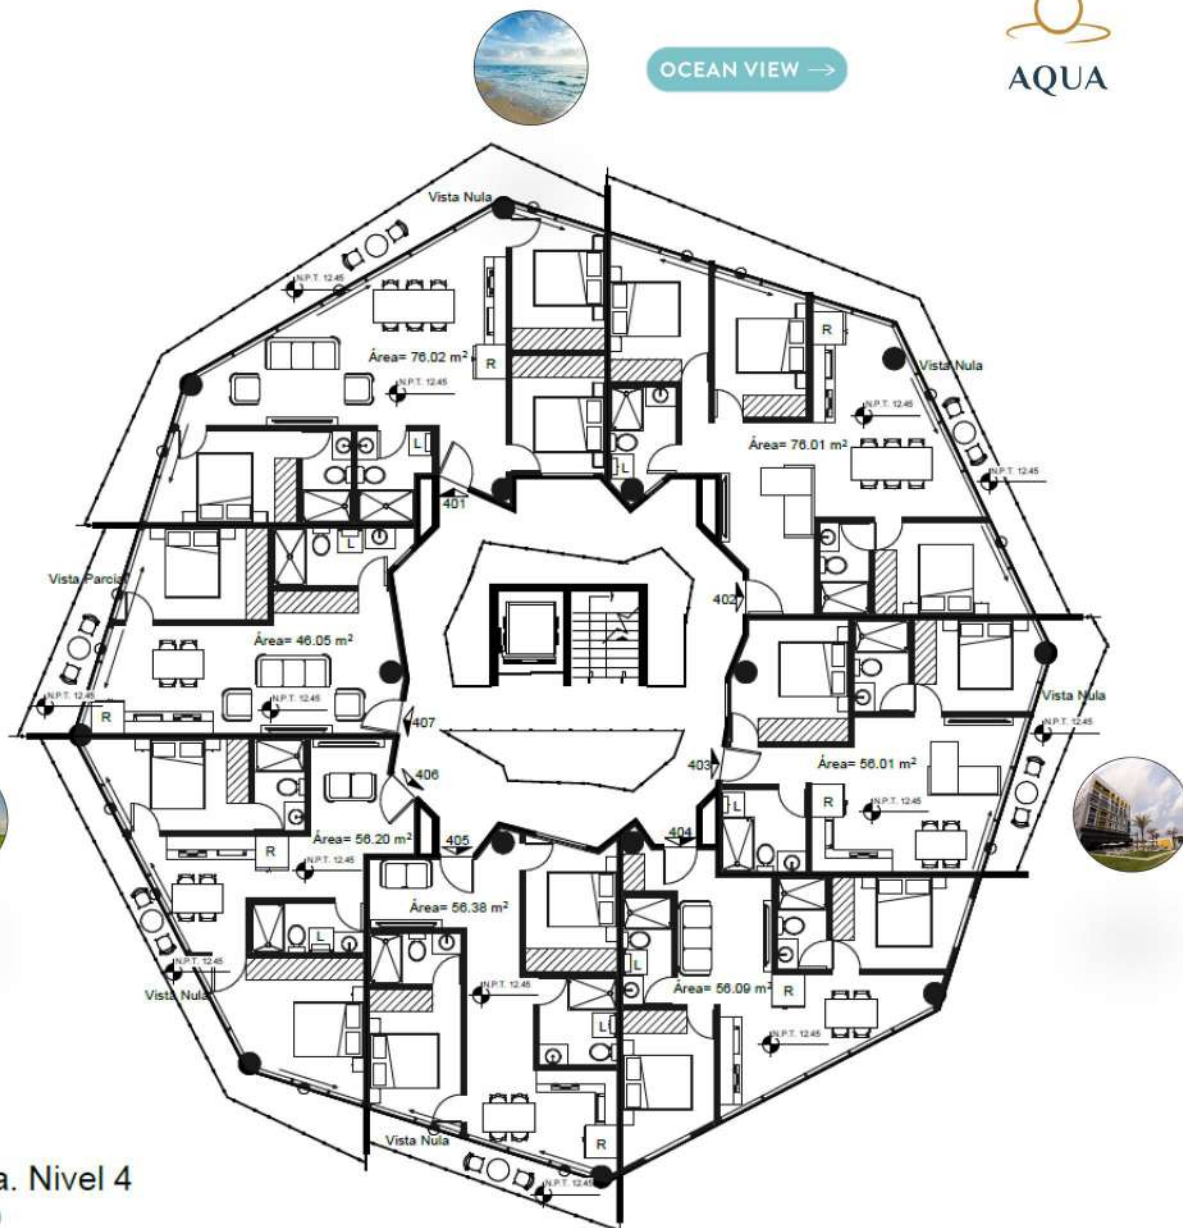 OCEAN VIEW →
AQUA
Vista Nula
N.P.T. 12.45
Área= 76.02 m²
R
N.P.T. 12.45
L
401
R
Vista Nula
N.P.T. 12.45
Área= 76.01 m²
L
N.P.T. 12.45
402
Vista Parcial
L
Área= 46.05 m²
N.P.T. 12.45
N.P.T. 12.45
R
407
Vista Nula
N.P.T. 12.45
403
Área= 56.01 m²
R
N.P.T. 12.45
L
406
Área= 56.20 m²
R
N.P.T. 12.45
L
N.P.T. 12.45
Vista Nula
405
Área= 56.38 m²
N.P.T. 12.45
L
R
Vista Nula
N.P.T. 12.45
404
L
Área= 56.09 m²
R
N.P.T. 12.45
a. Nivel 4